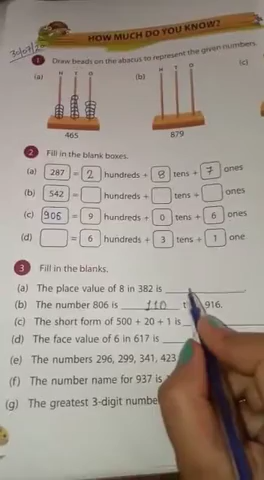 30/07/2
HOW MUCH DO YOU KNOW?
1 Draw beads on the abacus to represent the given numbers.
(a) H T O (b) H T O (c)
465 879
2 Fill in the blank boxes.
(a) 287 = 2 hundreds + 8 tens + 7 ones
(b) 542 = hundreds + tens + ones
(c) 906 = 9 hundreds + 0 tens + 6 ones
(d) = 6 hundreds + 3 tens + 1 one
3 Fill in the blanks.
(a) The place value of 8 in 382 is
(b) The number 806 is 110 916.
(c) The short form of 500 + 20 + 1 is
(d) The face value of 6 in 617 is
(e) The numbers 296, 299, 341, 423
(f) The number name for 937 is
(g) The greatest 3-digit numbe